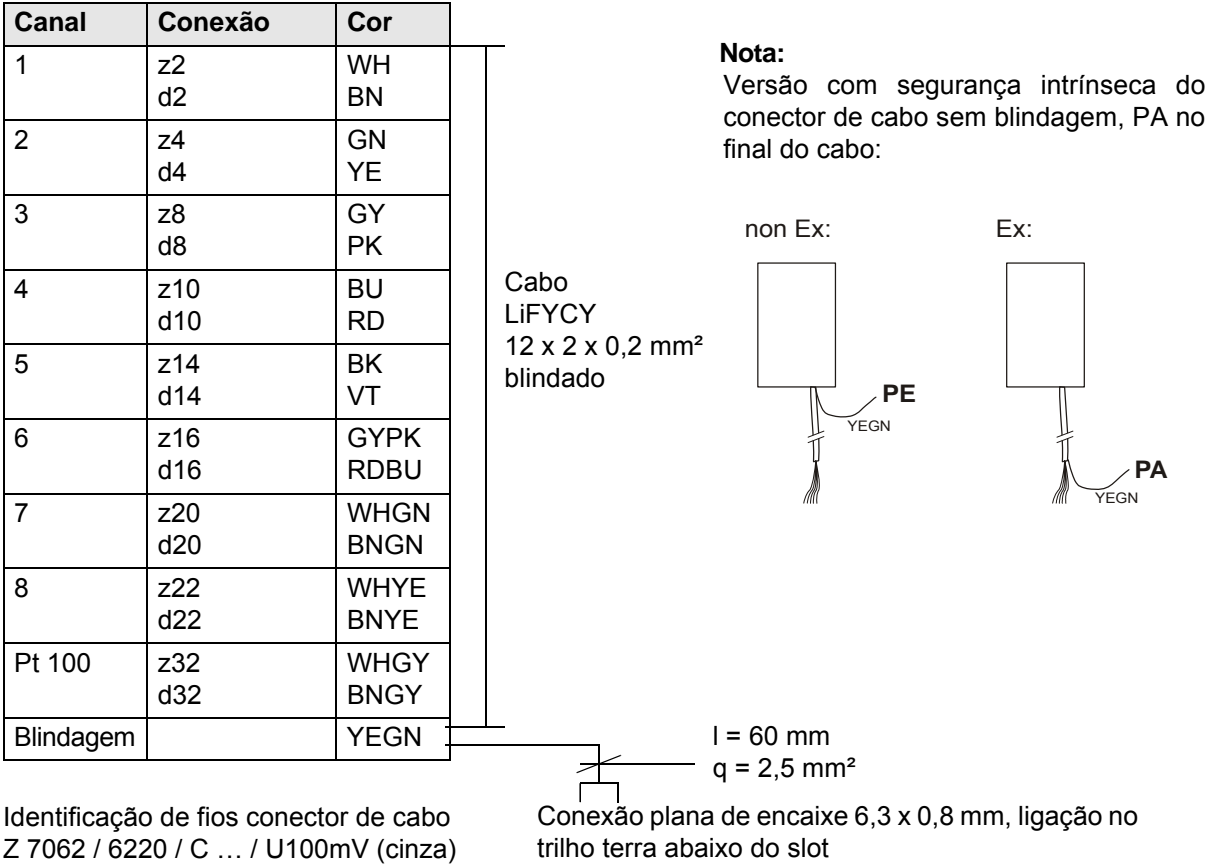 Canal Conexão Cor
1 z2 WH
d2 BN
2 z4 GN
d4 YE
3 z8 GY
d8 PK
4 z10 BU
d10 RD
5 z14 BK
d14 VT
6 z16 GYPK
d16 RDBU
7 z20 WHGN
d20 BNGN
8 z22 WHYE
d22 BNYE
Pt 100 z32 WHGY
d32 BNGY
Blindagem YEGN
Cabo
LiFYCY
12 x 2 x 0,2 mm²
blindado
Nota:
Versão com segurança intrínseca do
conector de cabo sem blindagem, PA no
final do cabo:
non Ex: Ex:
PE
YEGN
PA
YEGN
l = 60 mm
q = 2,5 mm²
Identificação de fios conector de cabo
Z 7062 / 6220 / C … / U100mV (cinza)
Conexão plana de encaixe 6,3 x 0,8 mm, ligação no
trilho terra abaixo do slot